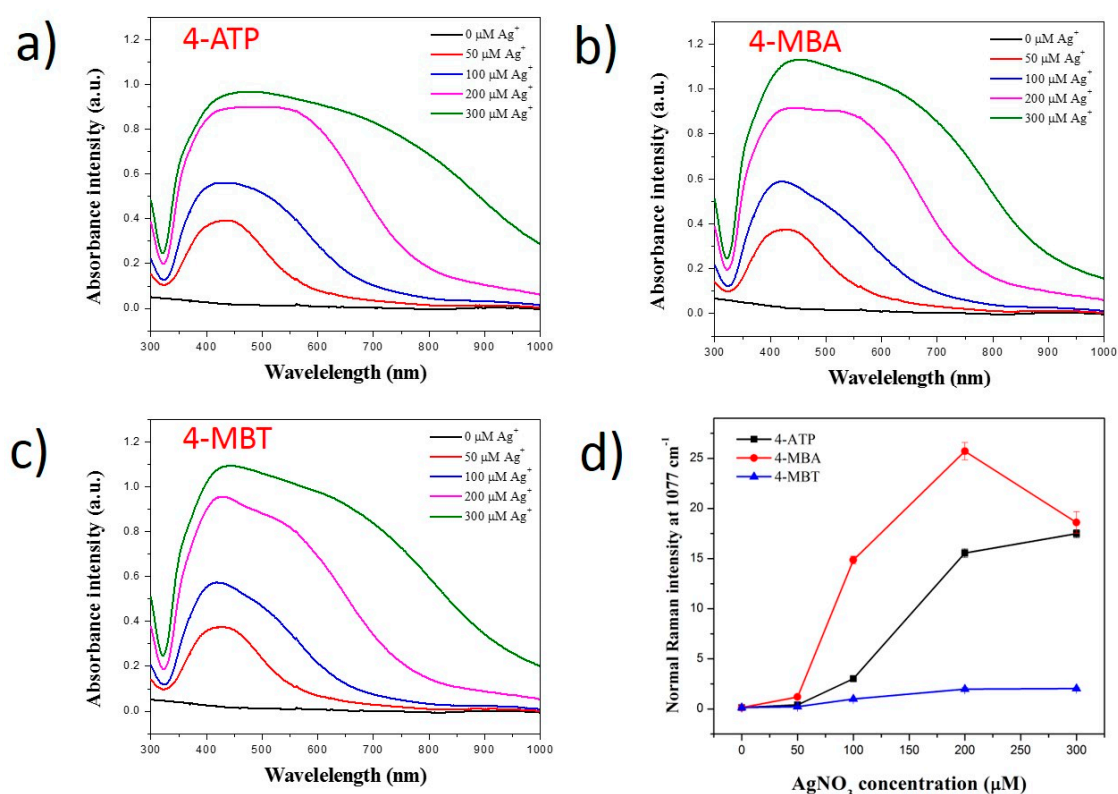 a)
4-ATP
0 μM Ag⁺
50 μM Ag⁺
100 μM Ag⁺
200 μM Ag⁺
300 μM Ag⁺
Absorbance intensity (a.u.)
1.2
1.0
0.8
0.6
0.4
0.2
0.0
300 400 500 600 700 800 900 1000
Wavelelength (nm)
b)
4-MBA
0 μM Ag⁺
50 μM Ag⁺
100 μM Ag⁺
200 μM Ag⁺
300 μM Ag⁺
Absorbance intensity (a.u.)
1.2
1.0
0.8
0.6
0.4
0.2
0.0
300 400 500 600 700 800 900 1000
Wavelelength (nm)
c)
4-MBT
0 μM Ag⁺
50 μM Ag⁺
100 μM Ag⁺
200 μM Ag⁺
300 μM Ag⁺
Absorbance intensity (a.u.)
1.2
1.0
0.8
0.6
0.4
0.2
0.0
300 400 500 600 700 800 900 1000
Wavelelength (nm)
d)
4-ATP
4-MBA
4-MBT
Normal Raman intensity at 1077 cm⁻¹
25
20
15
10
5
0
0 50 100 150 200 250 300
AgNO₃ concentration (μM)